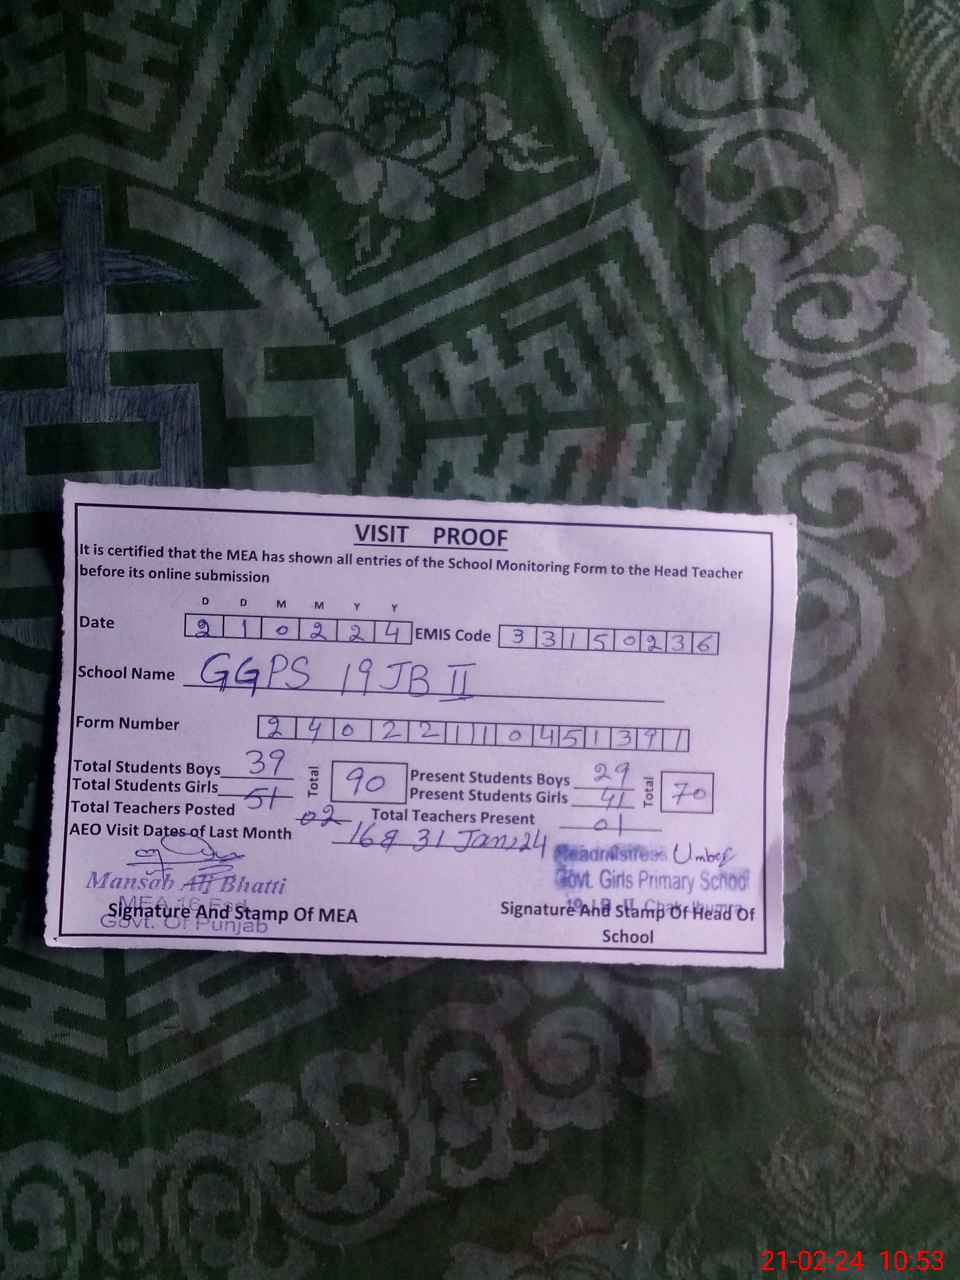 VISIT PROOF
It is certified that the MEA has shown all entries of the School Monitoring Form to the Head Teacher
before its online submission
D D M M Y Y
Date 2 1 0 2 2 4 EMIS Code 3 3 1 5 0 2 3 6
School Name GGPS 19 JB II
Form Number 2 4 0 2 2 1 1 0 4 5 1 3 9 1
Total Students Boys 39 Total 90 Present Students Boys 29 Total 70
Total Students Girls 51 Present Students Girls 41
Total Teachers Posted 02 Total Teachers Present 01
AEO Visit Dates of Last Month 16 & 31 Jan, 24
Headmistress
Mansab Ali Bhatti
Govt. Girls Primary School
MEA
Signature And Stamp Of MEA
Signature And Stamp Of Head Of
School
Govt. Of Punjab
21-02-24 10:53